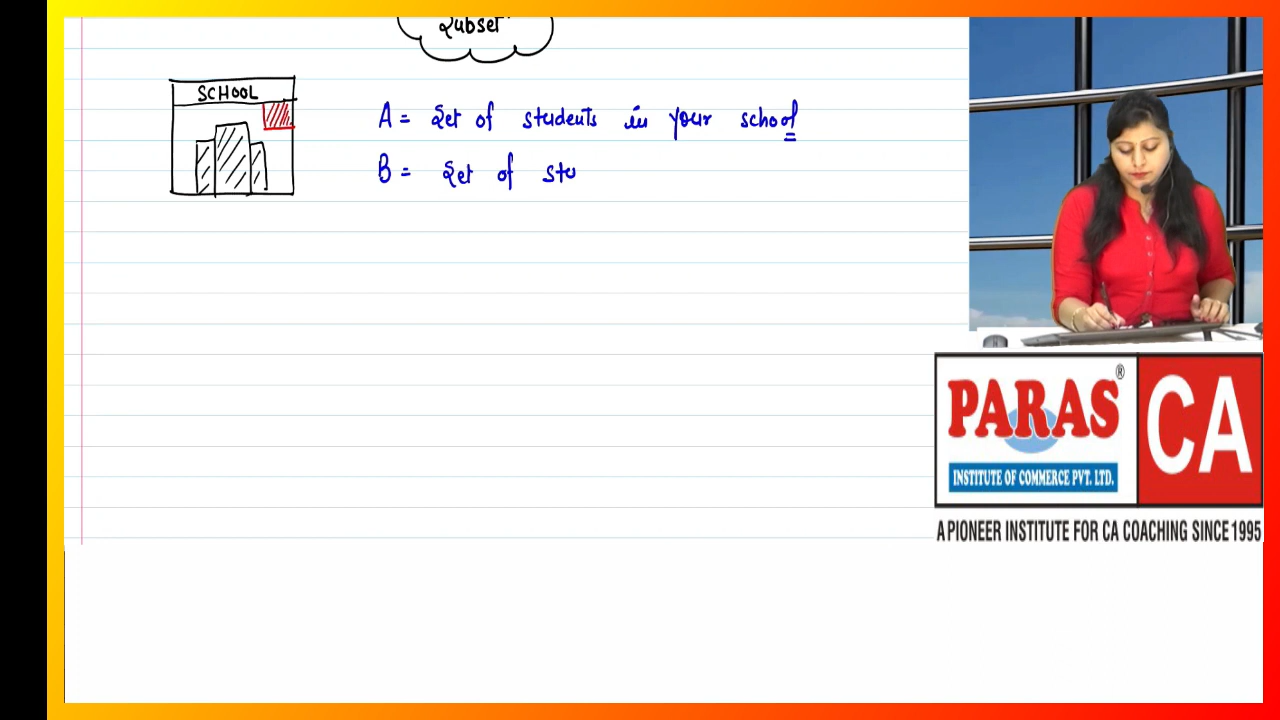 Subset
SCHOOL
A = Set of students in your school
B = Set of stu
PARAS®
INSTITUTE OF COMMERCE PVT. LTD.
CA
A PIONEER INSTITUTE FOR CA COACHING SINCE 1995